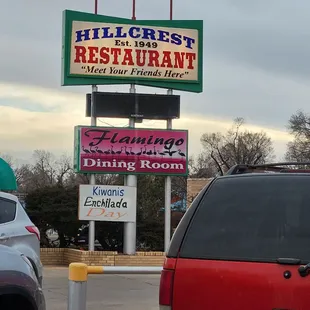 HILLCREST
Est. 1949
RESTAURANT
"Meet Your Friends Here"
Flamingo
Dining Room
Kiwanis
Enchilada
Day